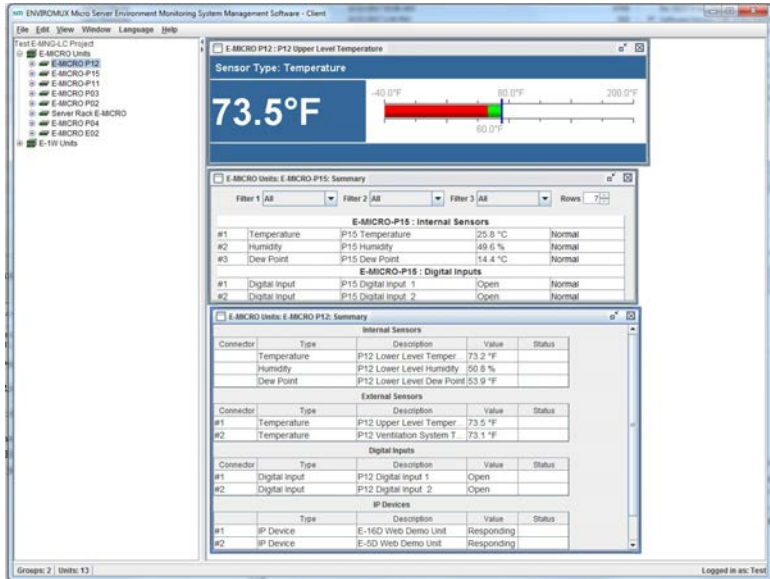 NTI ENVIROMUX Micro Server Environment Monitoring System Management Software - Client
File Edit View Window Language Help
Test E-MNG-LC Project
E-MICRO Units
E-MICRO P12
E-MICRO-P15
E-MICRO-P11
E-MICRO P03
E-MICRO P02
Server Rack E-MICRO
E-MICRO P04
E-MICRO E02
E-1W Units
E-MICRO P12 : P12 Upper Level Temperature
Sensor Type: Temperature
73.5°F
-40.0°F 80.0°F 200.0°F
60.0°F
E-MICRO Units: E-MICRO-P15: Summary
Filter 1 All Filter 2 All Filter 3 All Rows 7
E-MICRO-P15 : Internal Sensors
#1 Temperature P15 Temperature 25.8 °C Normal
#2 Humidity P15 Humidity 49.6 % Normal
#3 Dew Point P15 Dew Point 14.4 °C Normal
E-MICRO-P15 : Digital Inputs
#1 Digital Input P15 Digital Input 1 Open Normal
#2 Digital Input P15 Digital Input 2 Open Normal
E-MICRO Units: E-MICRO P12: Summary
Internal Sensors
Connector Type Description Value Status
Temperature P12 Lower Level Temper... 73.2 °F
Humidity P12 Lower Level Humidity 50.8 %
Dew Point P12 Lower Level Dew Point 53.9 °F
External Sensors
Connector Type Description Value Status
#1 Temperature P12 Upper Level Temper... 73.5 °F
#2 Temperature P12 Ventilation System T... 73.1 °F
Digital Inputs
Connector Type Description Value Status
#1 Digital Input P12 Digital Input 1 Open
#2 Digital Input P12 Digital Input 2 Open
IP Devices
Type Description Value Status
#1 IP Device E-16D Web Demo Unit Responding
#2 IP Device E-5D Web Demo Unit Responding
Groups: 2 Units: 13 Logged in as: Test